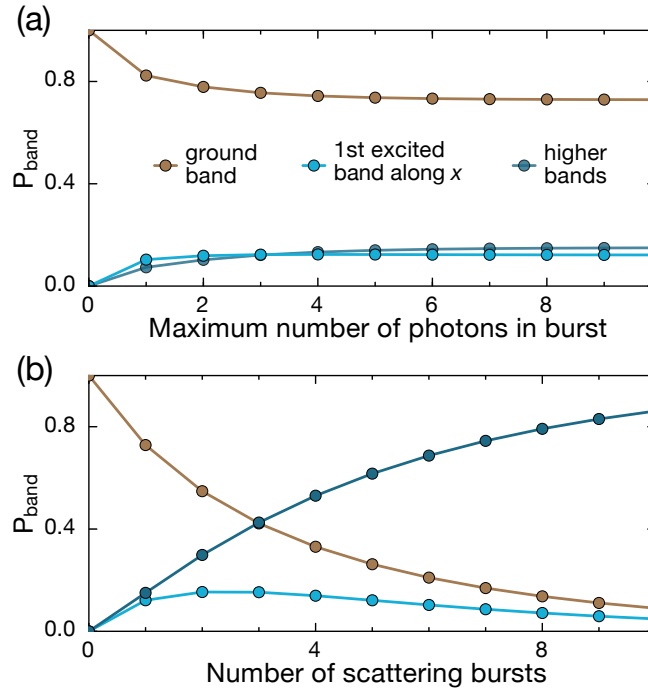 (a)
0.8
0.4
0.0
P_band
ground
band
1st excited
band along x
higher
bands
0 2 4 6 8
Maximum number of photons in burst
(b)
0.8
0.4
0.0
P_band
0 4 8
Number of scattering bursts